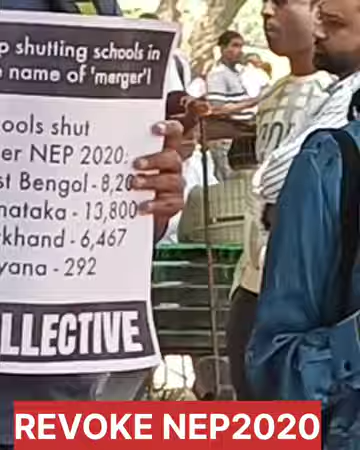 p shutting schools in
name of 'merger'!
ools shut
er NEP 2020:
st Bengol - 8,20
nataka - 13,800
khand - 6,467
yana - 292
LLECTIVE
REVOKE NEP2020